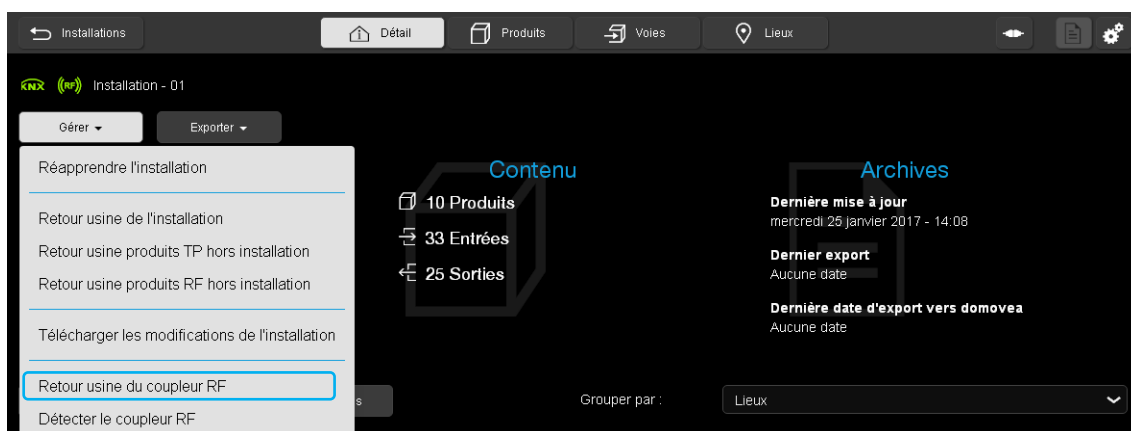 Installations
Détail
Produits
Voies
Lieux
KNX
RF
Installation - 01
Gérer
Exporter
Réapprendre l'installation
Retour usine de l'installation
Retour usine produits TP hors installation
Retour usine produits RF hors installation
Télécharger les modifications de l'installation
Retour usine du coupleur RF
Détecter le coupleur RF
Contenu
10 Produits
33 Entrées
25 Sorties
Archives
Dernière mise à jour
mercredi 25 janvier 2017 - 14:08
Dernier export
Aucune date
Dernière date d'export vers domovea
Aucune date
s
Grouper par :
Lieux